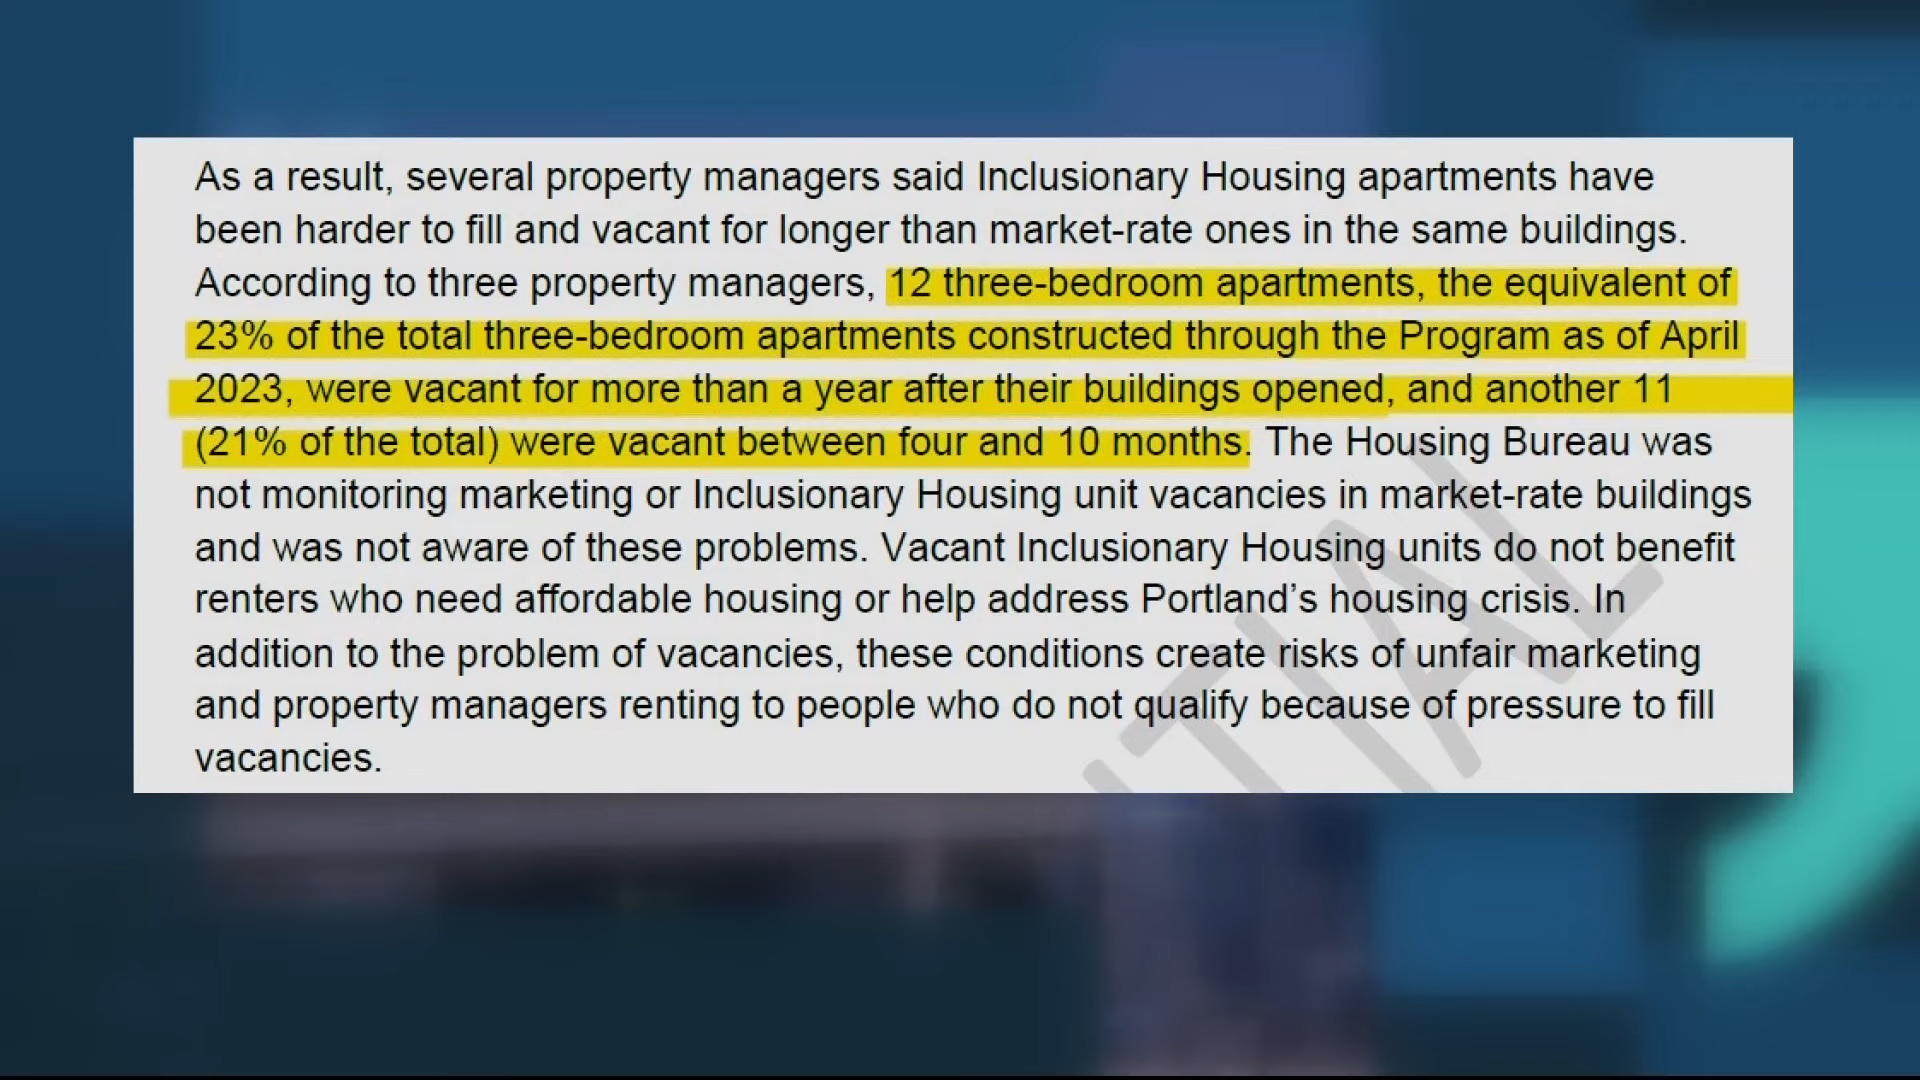 As a result, several property managers said Inclusionary Housing apartments have
been harder to fill and vacant for longer than market-rate ones in the same buildings.
According to three property managers, 12 three-bedroom apartments, the equivalent of
23% of the total three-bedroom apartments constructed through the Program as of April
2023, were vacant for more than a year after their buildings opened, and another 11
(21% of the total) were vacant between four and 10 months. The Housing Bureau was
not monitoring marketing or Inclusionary Housing unit vacancies in market-rate buildings
and was not aware of these problems. Vacant Inclusionary Housing units do not benefit
renters who need affordable housing or help address Portland’s housing crisis. In
addition to the problem of vacancies, these conditions create risks of unfair marketing
and property managers renting to people who do not qualify because of pressure to fill
vacancies.
TIAL